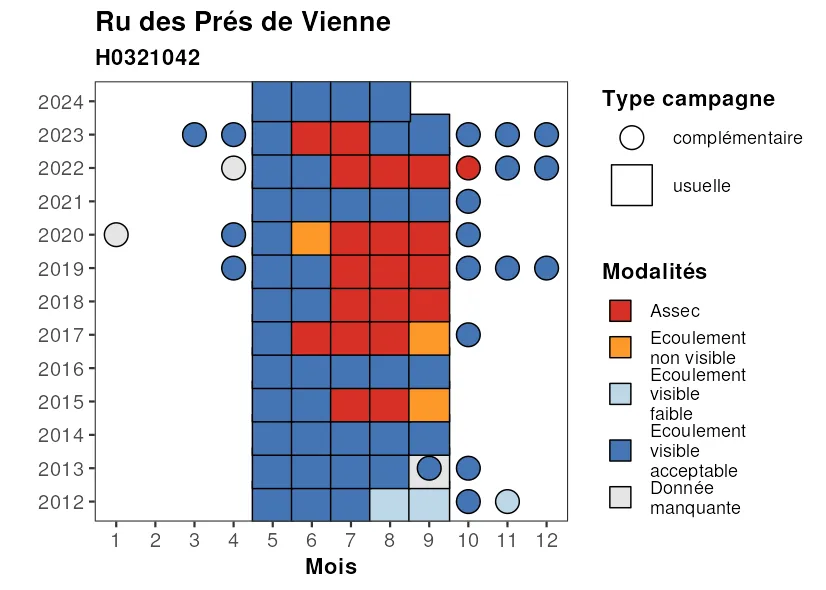 Ru des Prés de Vienne
H0321042
2024
2023
2022
2021
2020
2019
2018
2017
2016
2015
2014
2013
2012
1 2 3 4 5 6 7 8 9 10 11 12
Mois
Type campagne
complémentaire
usuelle
Modalités
Assec
Ecoulement
non visible
Ecoulement
visible
faible
Ecoulement
visible
acceptable
Donnée
manquante